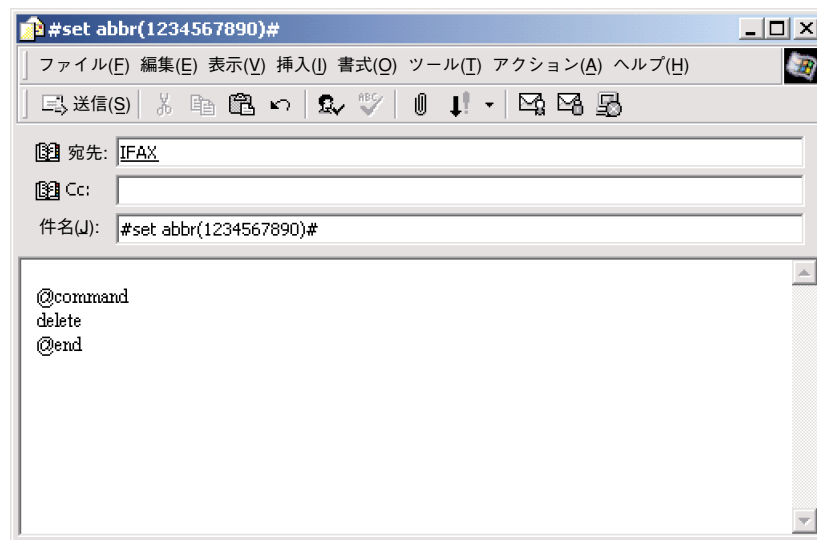 #set abbr(1234567890)#
ファイル(F) 編集(E) 表示(V) 挿入(I) 書式(O) ツール(T) アクション(A) ヘルプ(H)
送信(S) ABC
宛先: IFAX
Cc:
件名(J): #set abbr(1234567890)#
@command
delete
@end